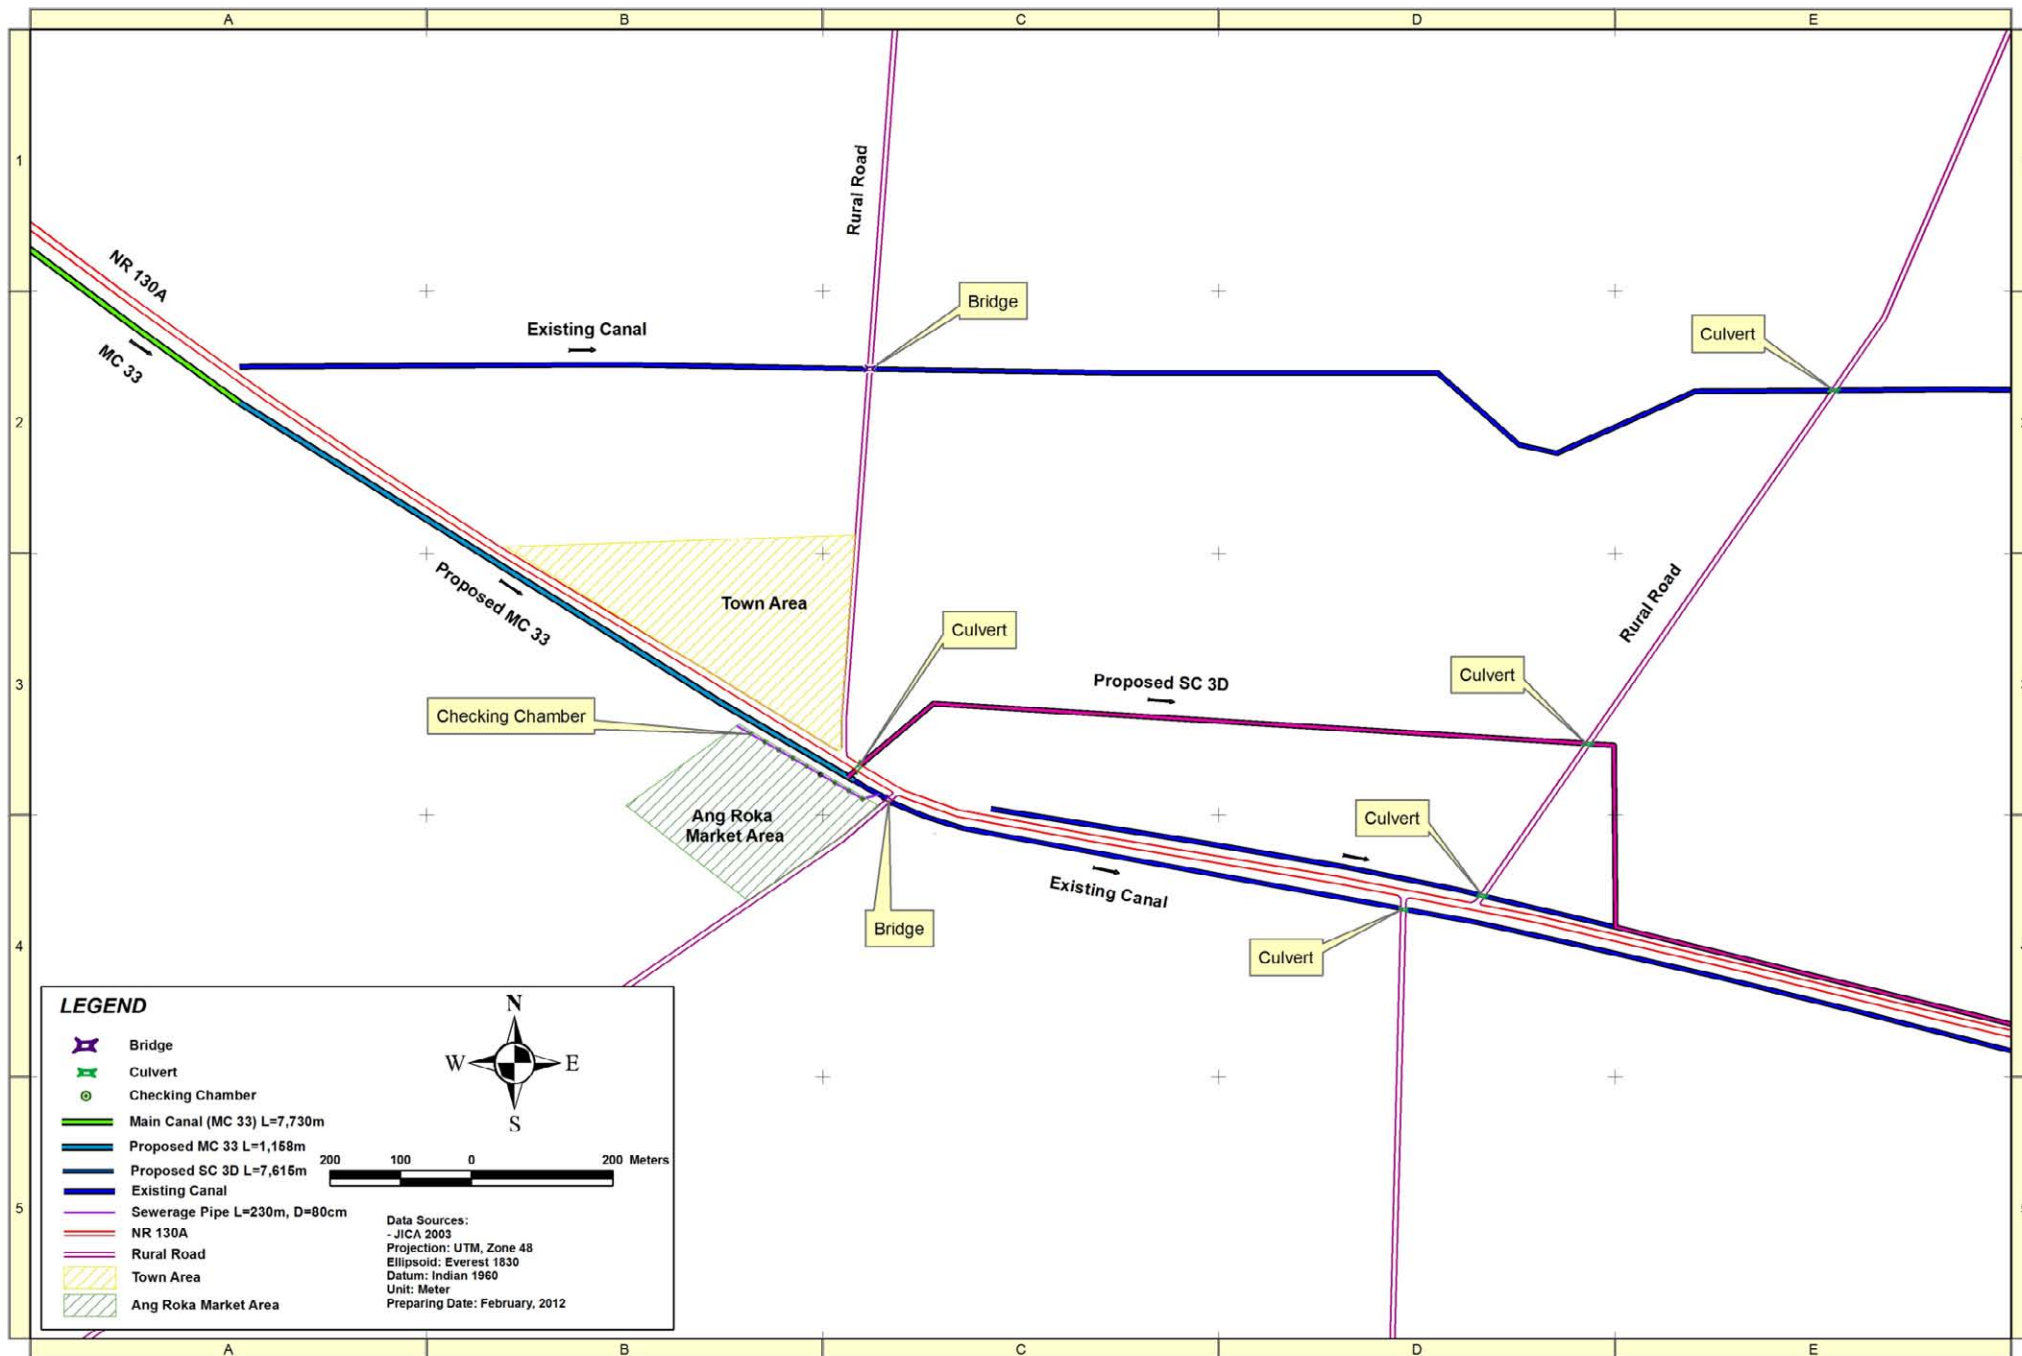 A B C D E
1
Rural Road
NR 130A
Bridge
MC 33
Existing Canal
Culvert
2
Proposed MC 33
Town Area
Culvert
Rural Road
Culvert
3
Proposed SC 3D
Checking Chamber
Ang Roka
Market Area
Culvert
Existing Canal
Bridge
Culvert
4
LEGEND
Bridge
Culvert
Checking Chamber
Main Canal (MC 33) L=7,730m
Proposed MC 33 L=1,158m
Proposed SC 3D L=7,615m
Existing Canal
Sewerage Pipe L=230m, D=80cm
NR 130A
Rural Road
Town Area
Ang Roka Market Area
N
W E
S
200 100 0 200 Meters
Data Sources:
- JICA 2003
Projection: UTM, Zone 48
Ellipsoid: Everest 1830
Datum: Indian 1960
Unit: Meter
Preparing Date: February, 2012
5
A B C D E